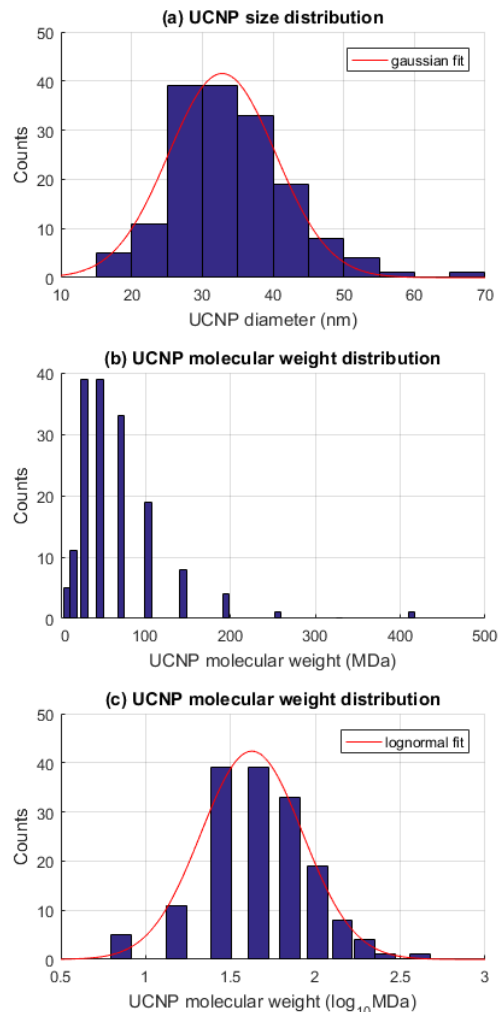 (a) UCNP size distribution
50
gaussian fit
40
30
Counts
20
10
0
10 20 30 40 50 60 70
UCNP diameter (nm)
(b) UCNP molecular weight distribution
40
30
Counts
20
10
0
0 100 200 300 400 500
UCNP molecular weight (MDa)
(c) UCNP molecular weight distribution
50
lognormal fit
40
30
Counts
20
10
0
0.5 1 1.5 2 2.5 3
UCNP molecular weight (log₁₀MDa)